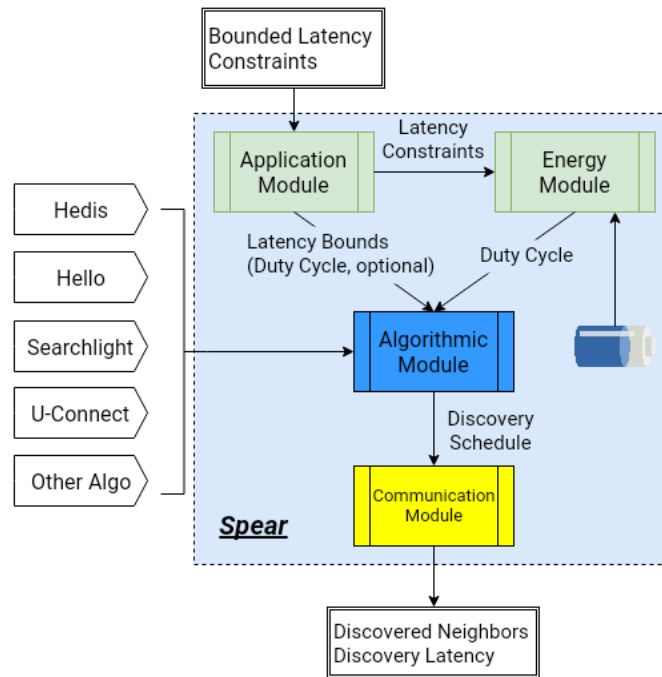 Bounded Latency
Constraints
Application
Module
Latency
Constraints
Energy
Module
Hedis
Hello
Searchlight
U-Connect
Other Algo
Latency Bounds
(Duty Cycle, optional)
Duty Cycle
Algorithmic
Module
Discovery
Schedule
Communication
Module
Spear
Discovered Neighbors
Discovery Latency